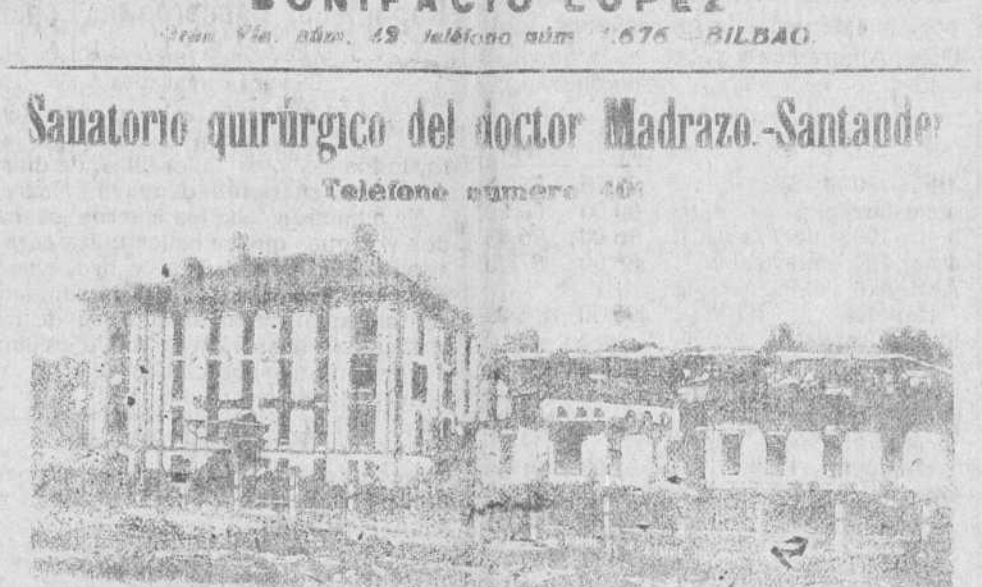 BONIFACIO LOPEZ
Gran Vía, núm. 49, teléfono núm 1.676 - BILBAO.
Sanatorio quirúrgico del doctor Madrazo.-Santander
Teléfono número 40